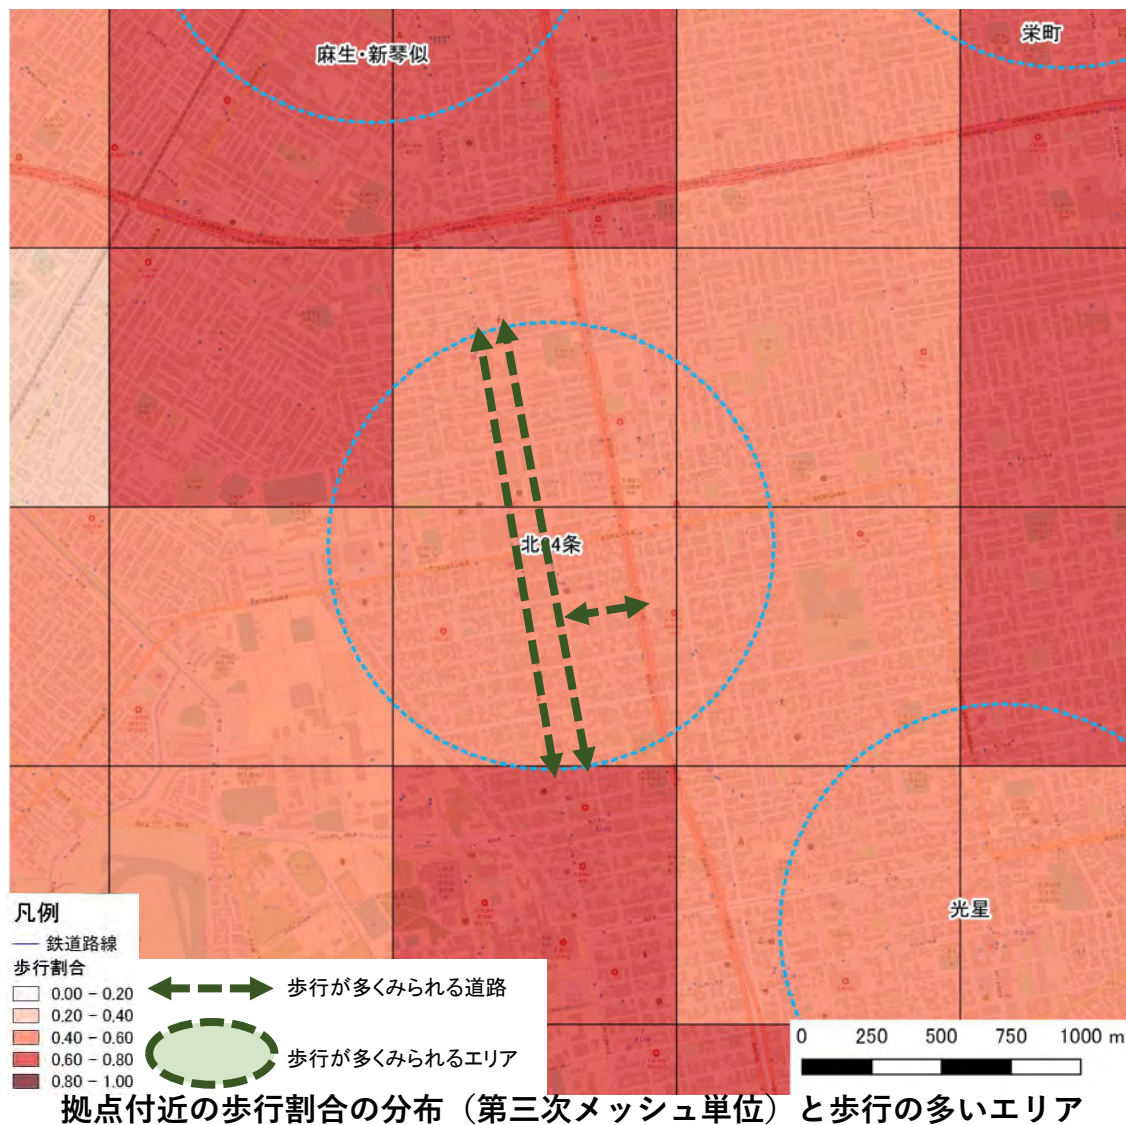 麻生・新琴似
栄町
北24条
光星
凡例
鉄道路線
歩行割合
0.00 - 0.20
0.20 - 0.40
0.40 - 0.60
0.60 - 0.80
0.80 - 1.00
歩行が多くみられる道路
歩行が多くみられるエリア
0 250 500 750 1000 m
拠点付近の歩行割合の分布（第三次メッシュ単位）と歩行の多いエリア